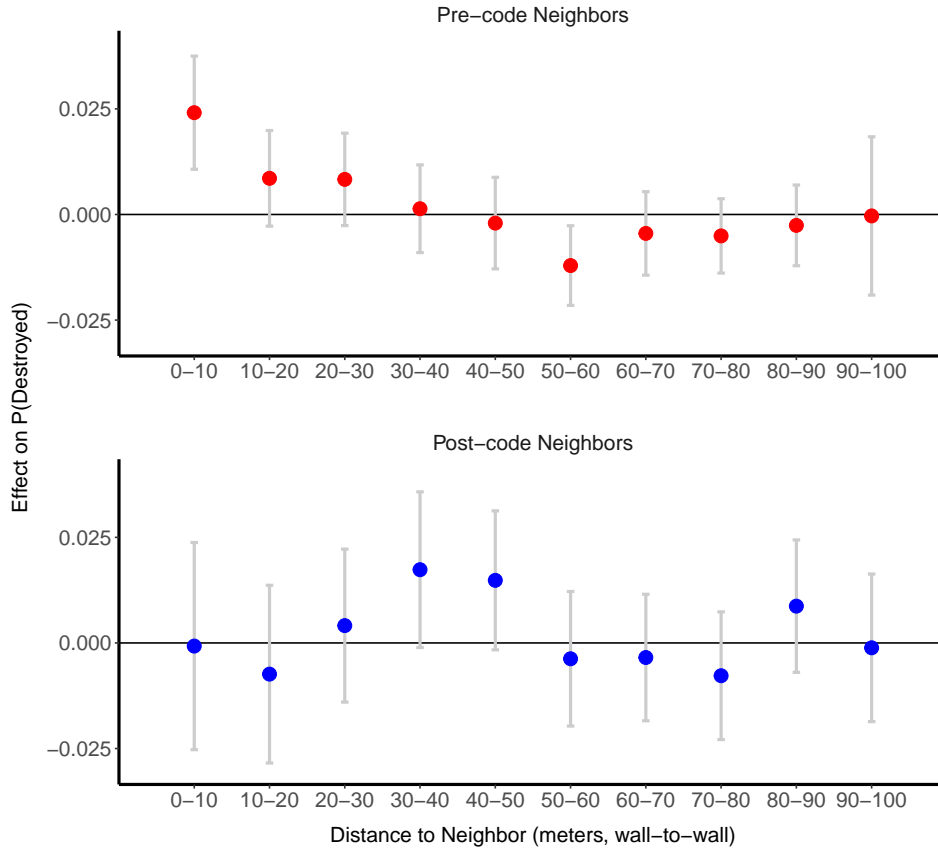 Pre−code Neighbors
0.025
0.000
−0.025
0−10 10−20 20−30 30−40 40−50 50−60 60−70 70−80 80−90 90−100
Effect on P(Destroyed)
Post−code Neighbors
0.025
0.000
−0.025
0−10 10−20 20−30 30−40 40−50 50−60 60−70 70−80 80−90 90−100
Distance to Neighbor (meters, wall−to−wall)